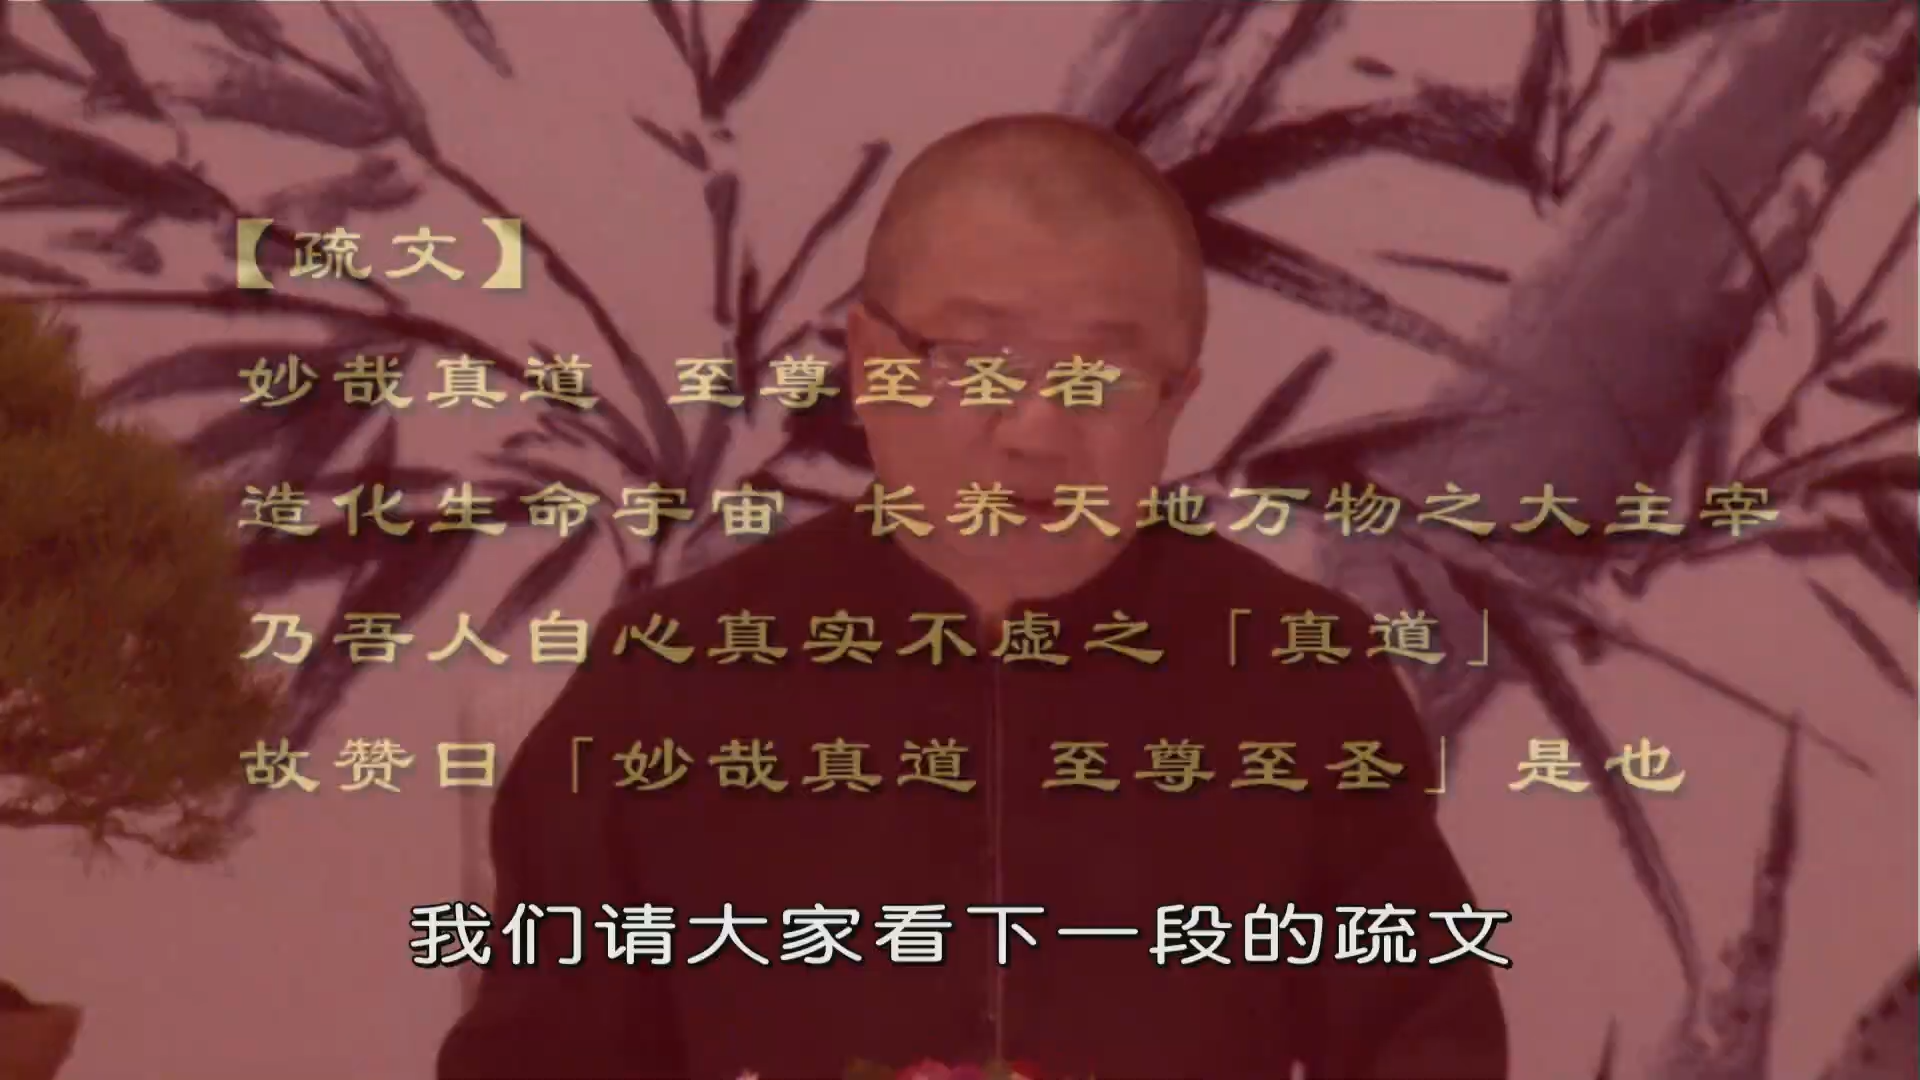 【疏文】
妙哉真道 至尊至圣者
造化生命宇宙 长养天地万物之大主宰
乃吾人自心真实不虚之「真道」
故赞曰「妙哉真道 至尊至圣」是也
我们请大家看下一段的疏文